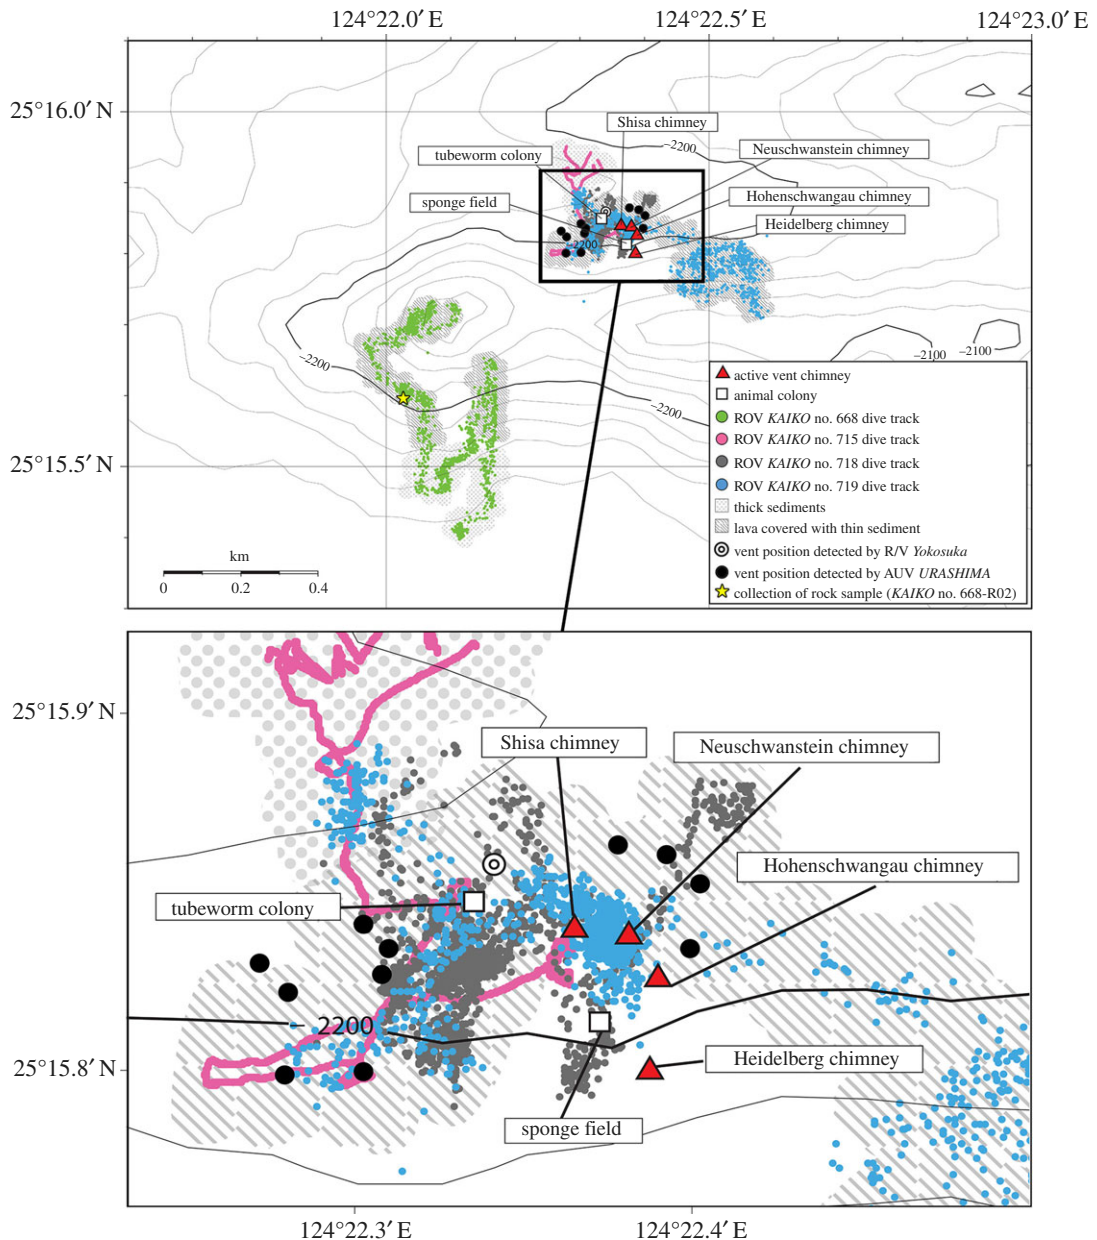 124°22.0′ E 124°22.5′ E 124°23.0′ E
25°16.0′ N
Shisa chimney
–2200
Neuschwanstein chimney
tubeworm colony
Hohenschwangau chimney
sponge field
Heidelberg chimney
–2200
–2200
–2100
–2100
–2200
active vent chimney
animal colony
ROV KAIKO no. 668 dive track
ROV KAIKO no. 715 dive track
ROV KAIKO no. 718 dive track
ROV KAIKO no. 719 dive track
thick sediments
lava covered with thin sediment
vent position detected by R/V Yokosuka
vent position detected by AUV URASHIMA
collection of rock sample (KAIKO no. 668-R02)
25°15.5′ N
km
0 0.2 0.4
25°15.9′ N
Shisa chimney
Neuschwanstein chimney
Hohenschwangau chimney
tubeworm colony
– 2200
Heidelberg chimney
25°15.8′ N
sponge field
124°22.3′ E 124°22.4′ E